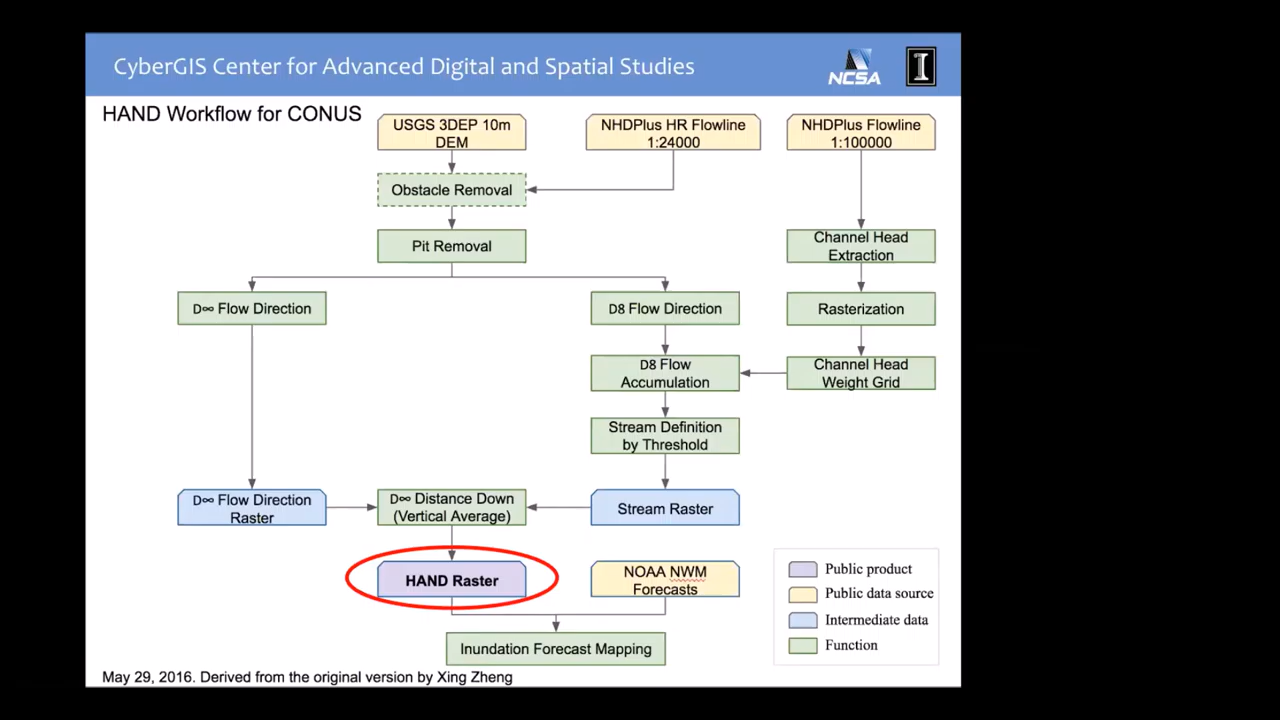 CyberGIS Center for Advanced Digital and Spatial Studies
NCSA
I
HAND Workflow for CONUS
USGS 3DEP 10m
DEM
NHDPlus HR Flowline
1:24000
NHDPlus Flowline
1:100000
Obstacle Removal
Pit Removal
Channel Head
Extraction
D∞ Flow Direction
D8 Flow Direction
Rasterization
D8 Flow
Accumulation
Channel Head
Weight Grid
Stream Definition
by Threshold
D∞ Flow Direction
Raster
D∞ Distance Down
(Vertical Average)
Stream Raster
HAND Raster
NOAA NWM
Forecasts
Inundation Forecast Mapping
Public product
Public data source
Intermediate data
Function
May 29, 2016. Derived from the original version by Xing Zheng